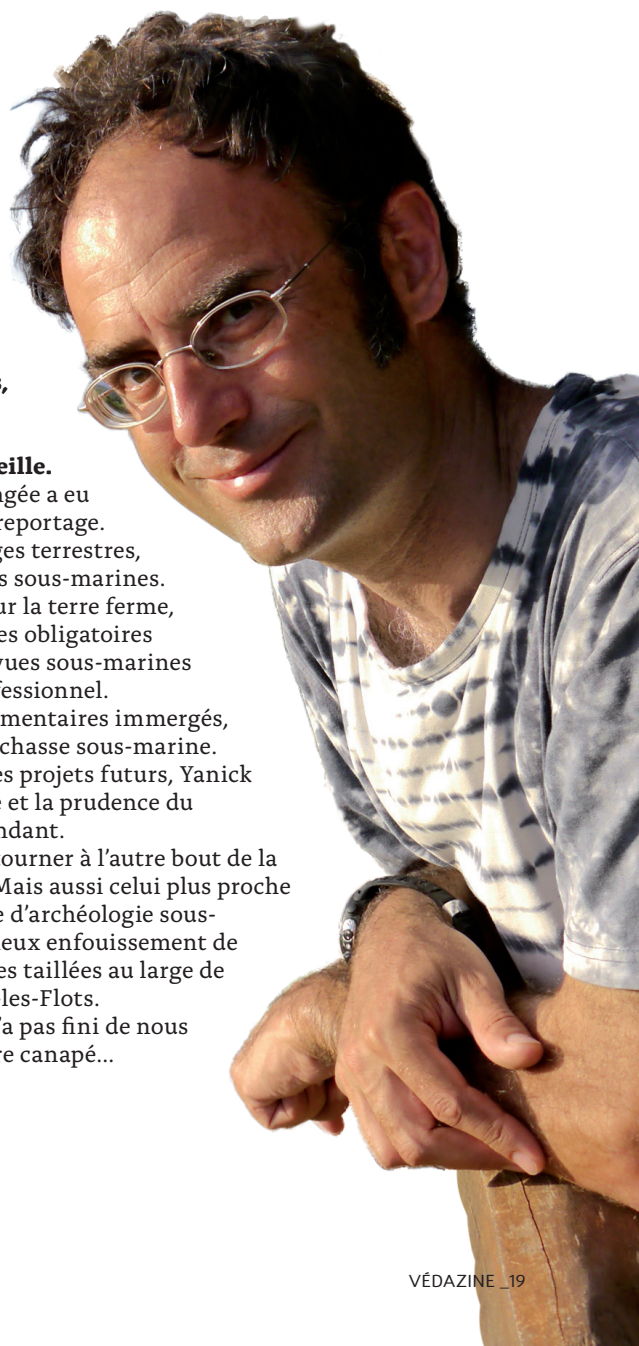 ,
eille.
ngée a eu
reportage.
ges terrestres,
s sous-marines.
ur la terre ferme,
es obligatoires
vues sous-marines
fessionnel.
mentaires immergés,
chasse sous-marine.
es projets futurs, Yanick
e et la prudence du
ndant.
tourner à l’autre bout de la
Mais aussi celui plus proche
e d’archéologie sous-
ieux enfouissement de
es taillées au large de
-les-Flots.
’a pas fini de nous
re canapé...
VÉDAZINE _19